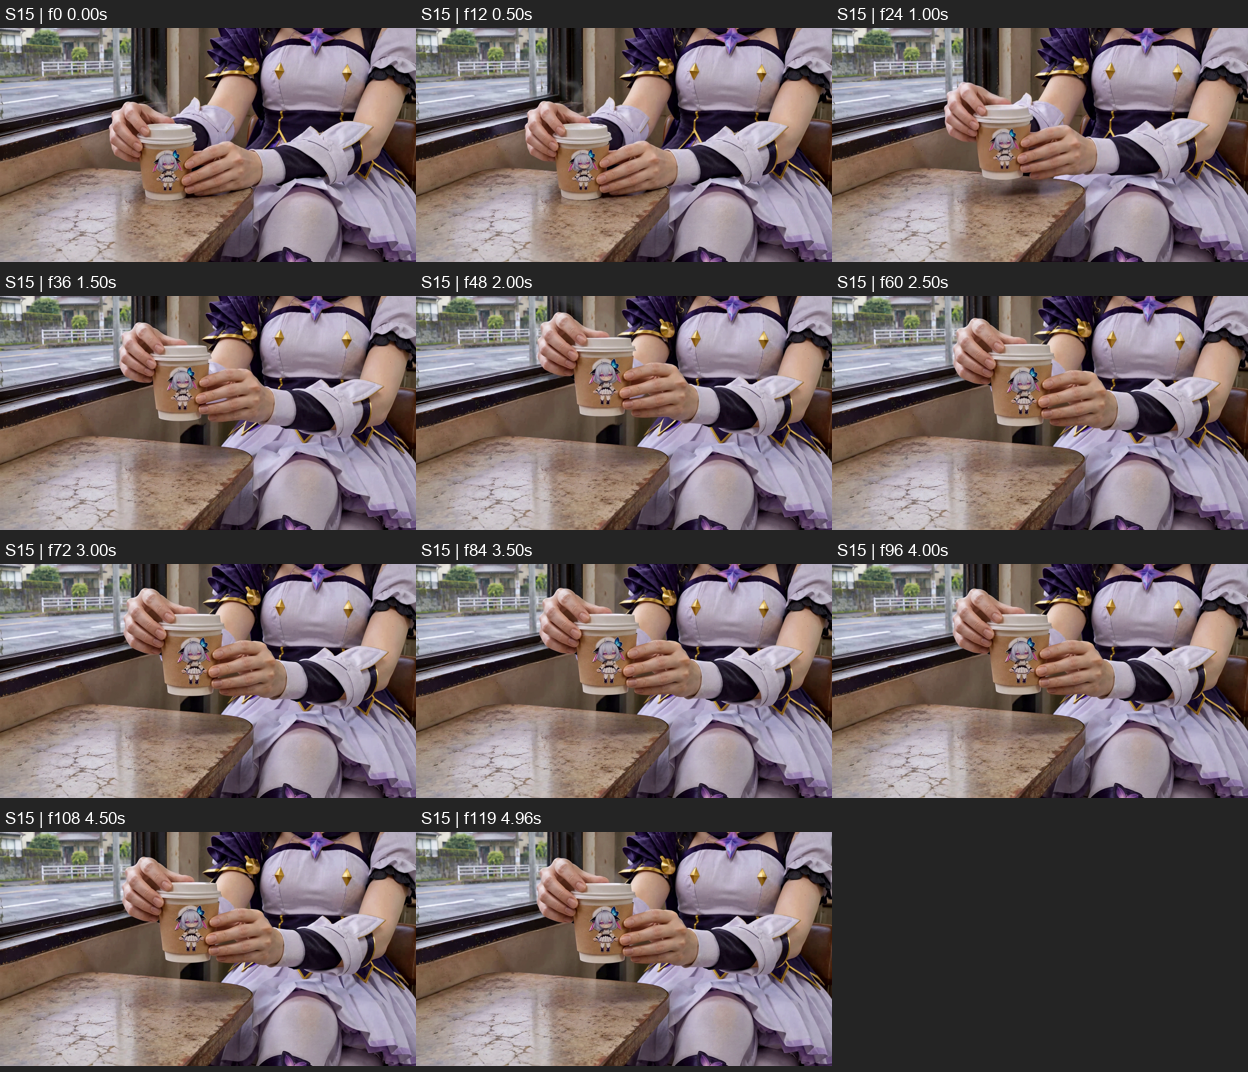 S15 | f0 0.00s
S15 | f12 0.50s
S15 | f24 1.00s
S15 | f36 1.50s
S15 | f48 2.00s
S15 | f60 2.50s
S15 | f72 3.00s
S15 | f84 3.50s
S15 | f96 4.00s
S15 | f108 4.50s
S15 | f119 4.96s